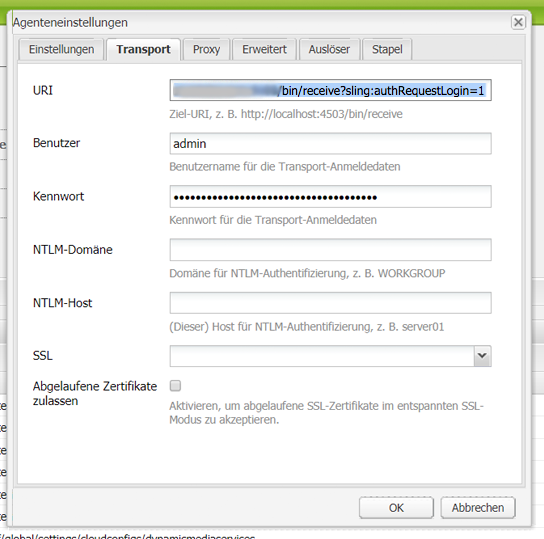 Agenteneinstellungen
Einstellungen Transport Proxy Erweitert Auslöser Stapel
URI /bin/receive?sling:authRequestLogin=1
Ziel-URI, z. B. http://localhost:4503/bin/receive
Benutzer admin
Benutzername für die Transport-Anmeldedaten
Kennwort
Kennwort für die Transport-Anmeldedaten
NTLM-Domäne
Domäne für NTLM-Authentifizierung, z. B. WORKGROUP
NTLM-Host
(Dieser) Host für NTLM-Authentifizierung, z. B. server01
SSL
Abgelaufene Zertifikate
zulassen
Aktivieren, um abgelaufene SSL-Zertifikate im entspannten SSL-
Modus zu akzeptieren.
OK Abbrechen
/global/settings/cloudconfigs/dynamicmediaservices